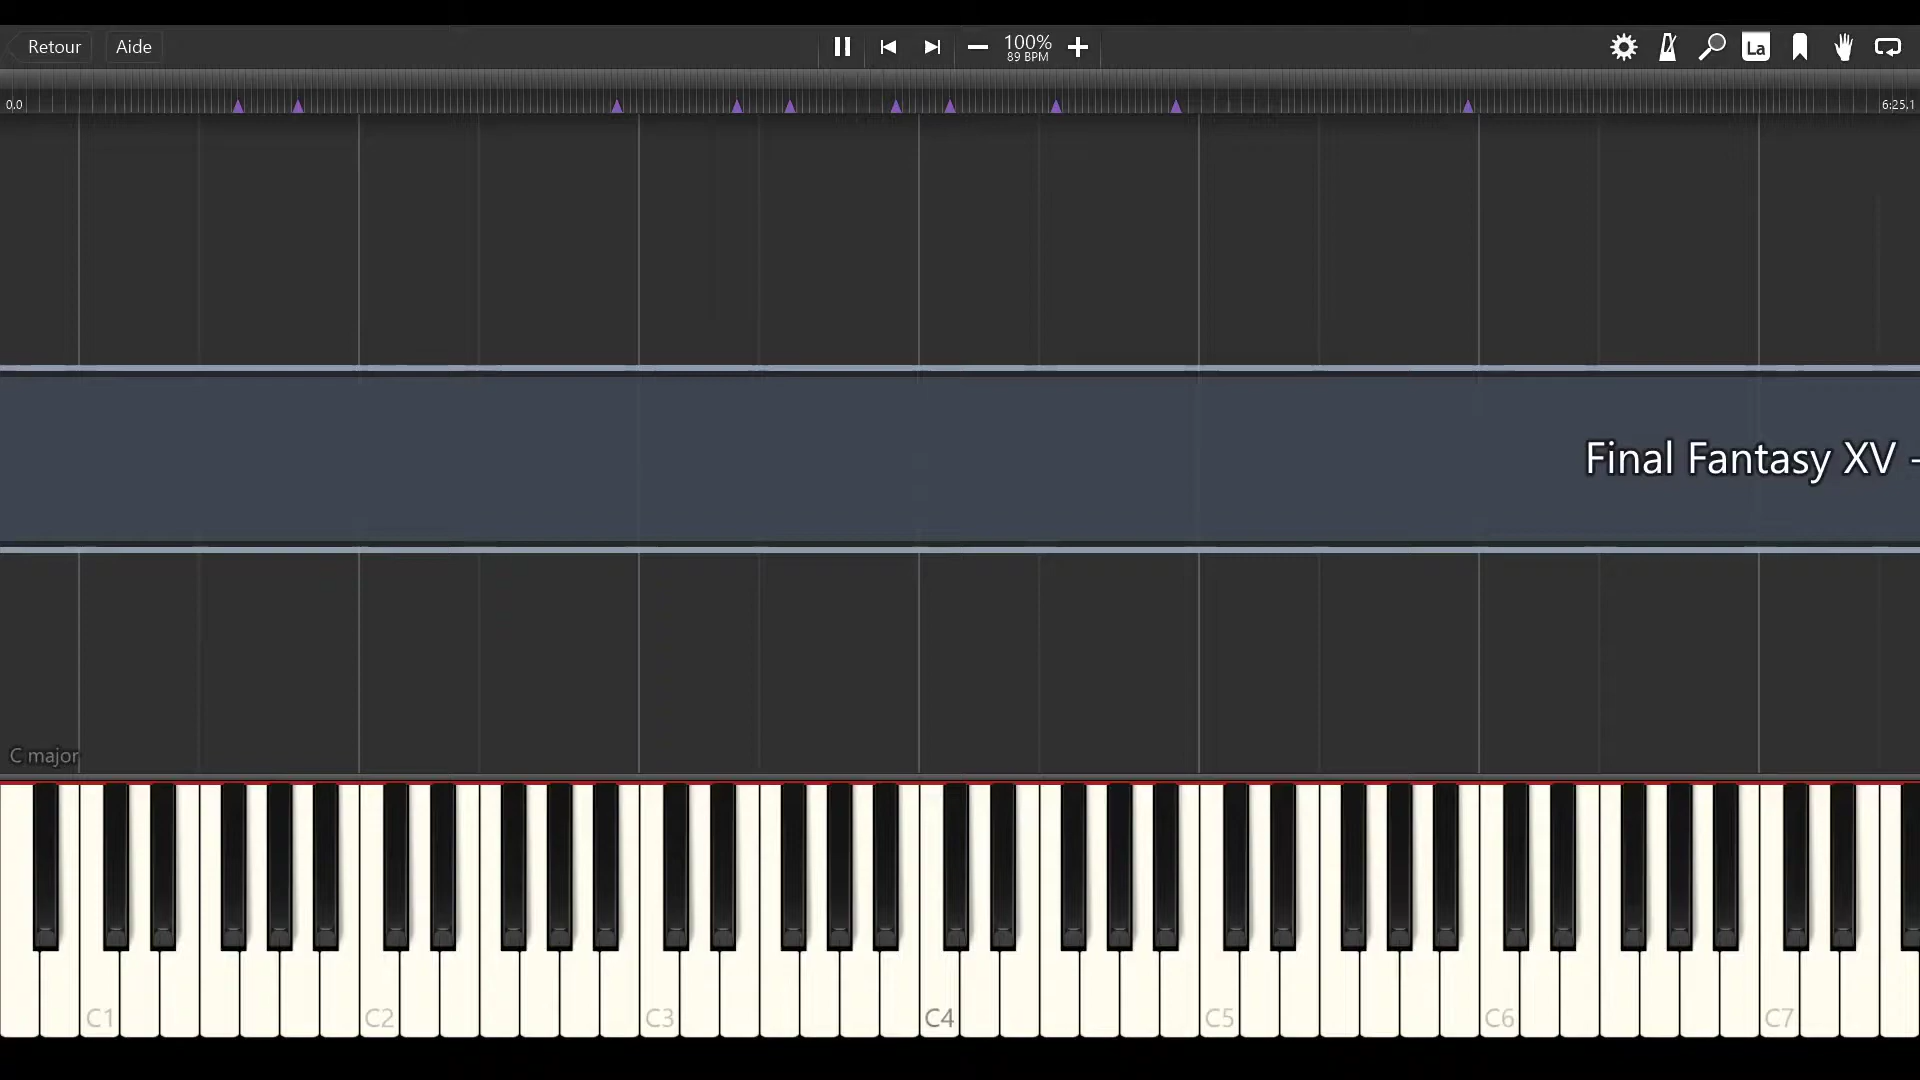 Retour Aide 100% La
89 BPM
0.0 6:25.1
Final Fantasy XV -
C major
C1 C2 C3 C4 C5 C6 C7